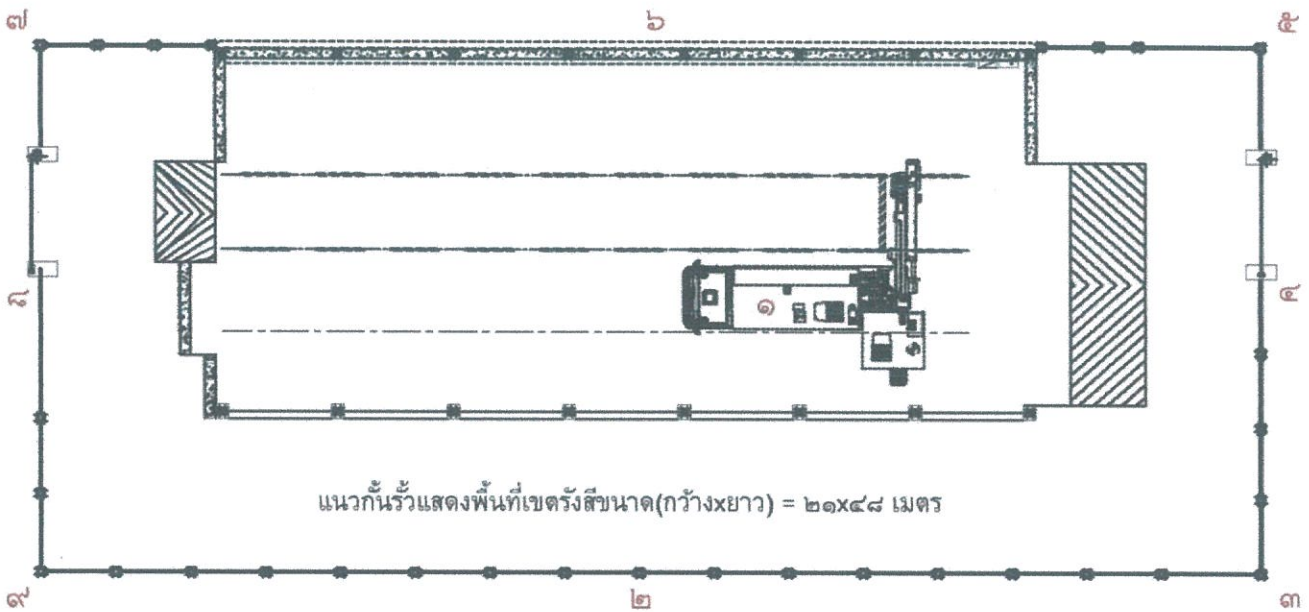 ๗ ๖ ๕
๘ ๑ ๔
แนวกั้นรั้วแสดงพื้นที่เขตรังสีขนาด(กว้างxยาว) = ๒๑x๔๘ เมตร
๙ ๒ ๓